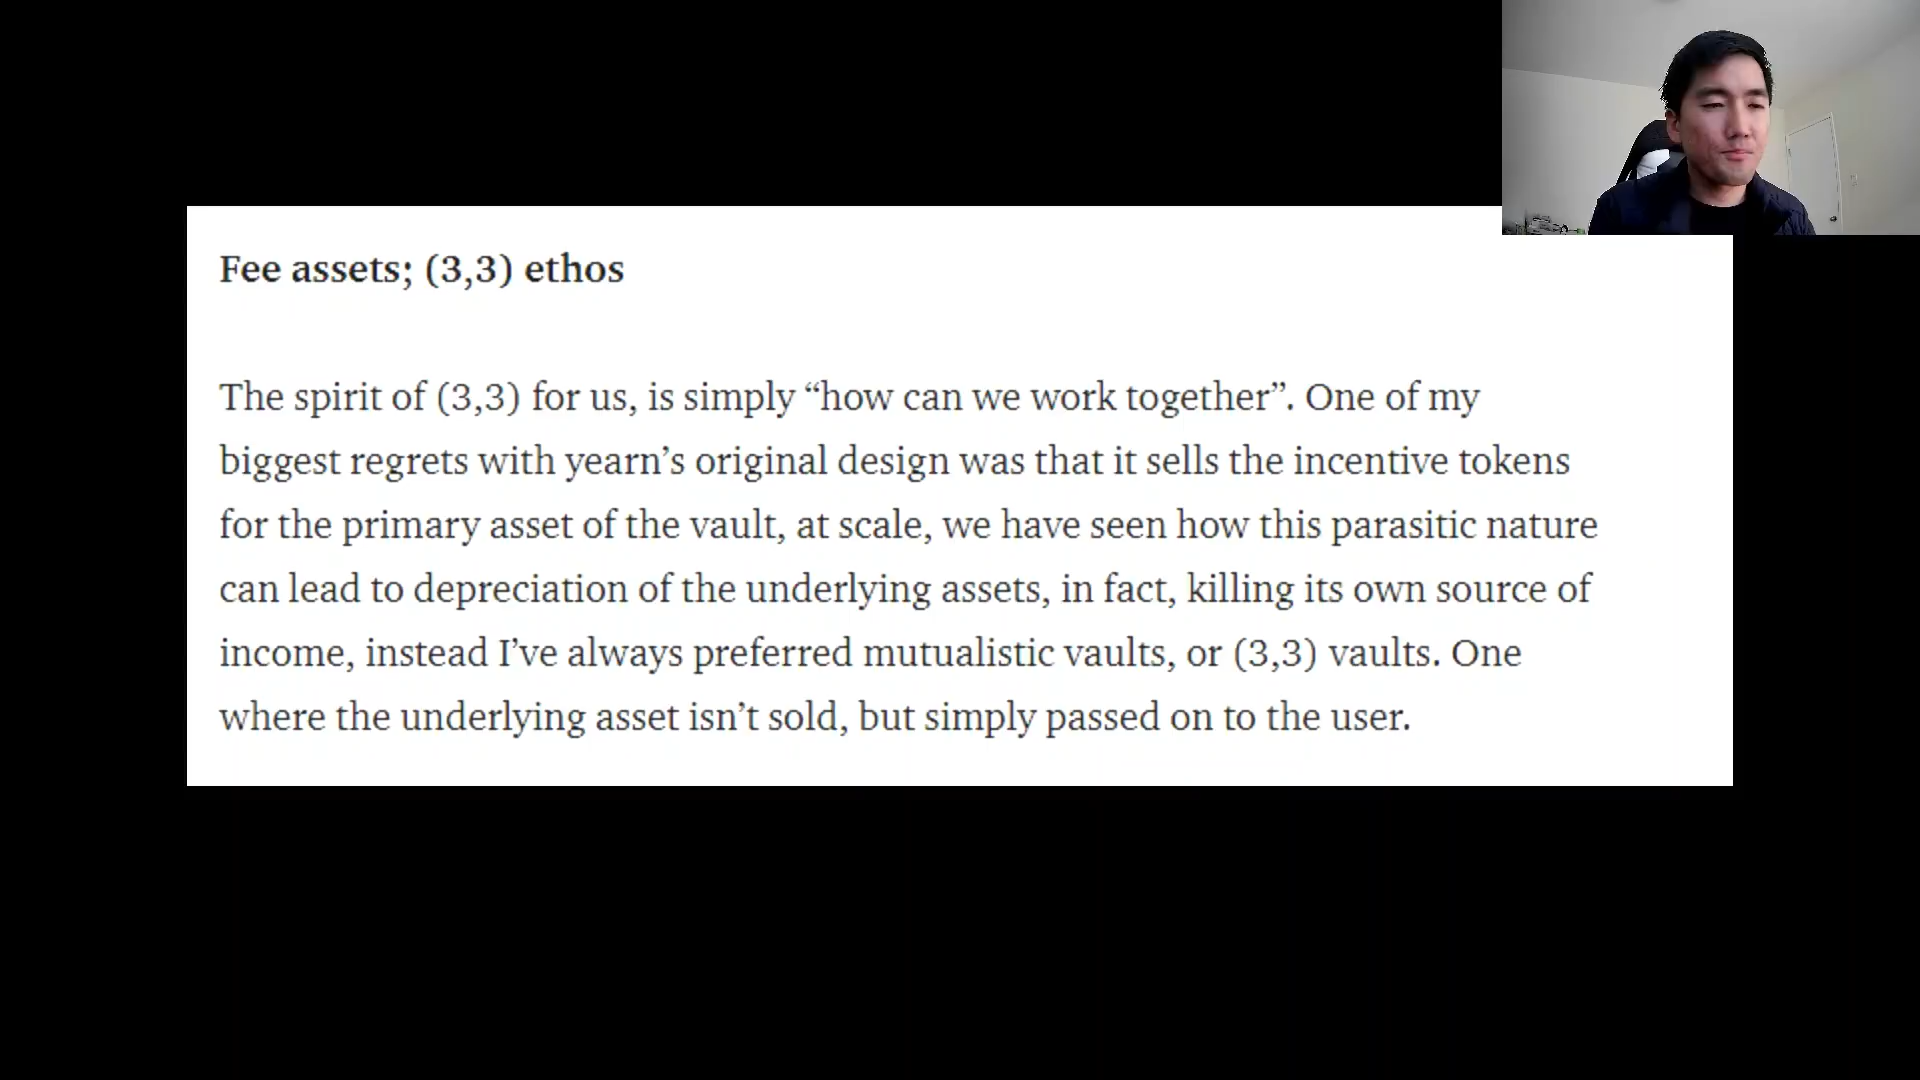 Fee assets; (3,3) ethos
The spirit of (3,3) for us, is simply “how can we work together”. One of my
biggest regrets with yearn’s original design was that it sells the incentive tokens
for the primary asset of the vault, at scale, we have seen how this parasitic nature
can lead to depreciation of the underlying assets, in fact, killing its own source of
income, instead I’ve always preferred mutualistic vaults, or (3,3) vaults. One
where the underlying asset isn’t sold, but simply passed on to the user.